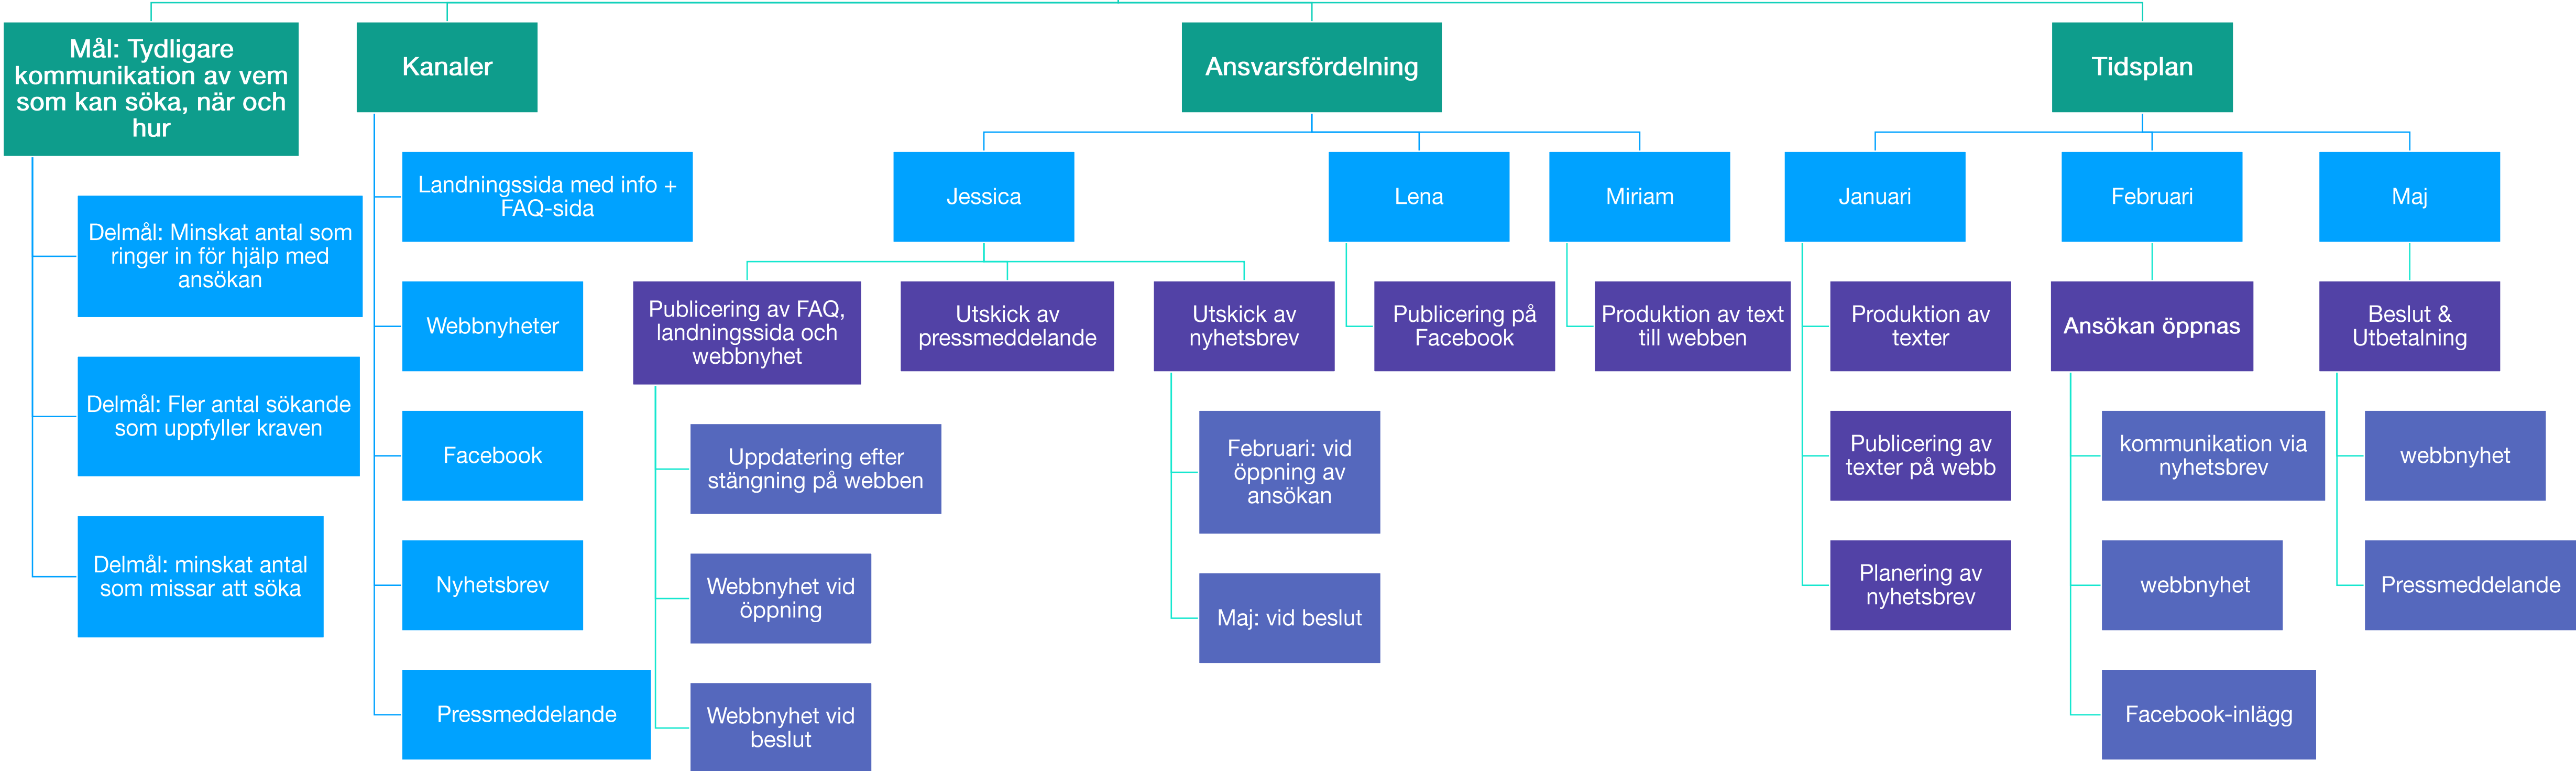 Mål: Tydligare
kommunikation av vem
som kan söka, när och
hur
Delmål: Minskat antal som
ringer in för hjälp med
ansökan
Delmål: Fler antal sökande
som uppfyller kraven
Delmål: minskat antal
som missar att söka
Kanaler
Landningssida med info +
FAQ-sida
Webbnyheter
Facebook
Nyhetsbrev
Pressmeddelande
Ansvarsfördelning
Jessica
Publicering av FAQ,
landningssida och
webbnyhet
Uppdatering efter
stängning på webben
Webbnyhet vid
öppning
Webbnyhet vid
beslut
Utskick av
pressmeddelande
Utskick av
nyhetsbrev
Februari: vid
öppning av
ansökan
Maj: vid beslut
Lena
Publicering på
Facebook
Miriam
Produktion av text
till webben
Tidsplan
Januari
Produktion av
texter
Publicering av
texter på webb
Planering av
nyhetsbrev
Februari
Ansökan öppnas
kommunikation via
nyhetsbrev
webbnyhet
Facebook-inlägg
Maj
Beslut &
Utbetalning
webbnyhet
Pressmeddelande